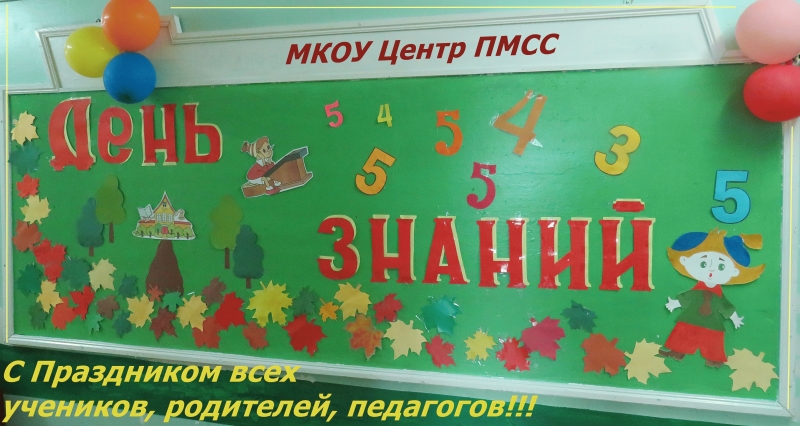 МКОУ Центр ПМСС
День
5 4 5 4 3
5 5 5
ЗНАНИЙ
С Праздником всех
учеников, родителей, педагогов!!!